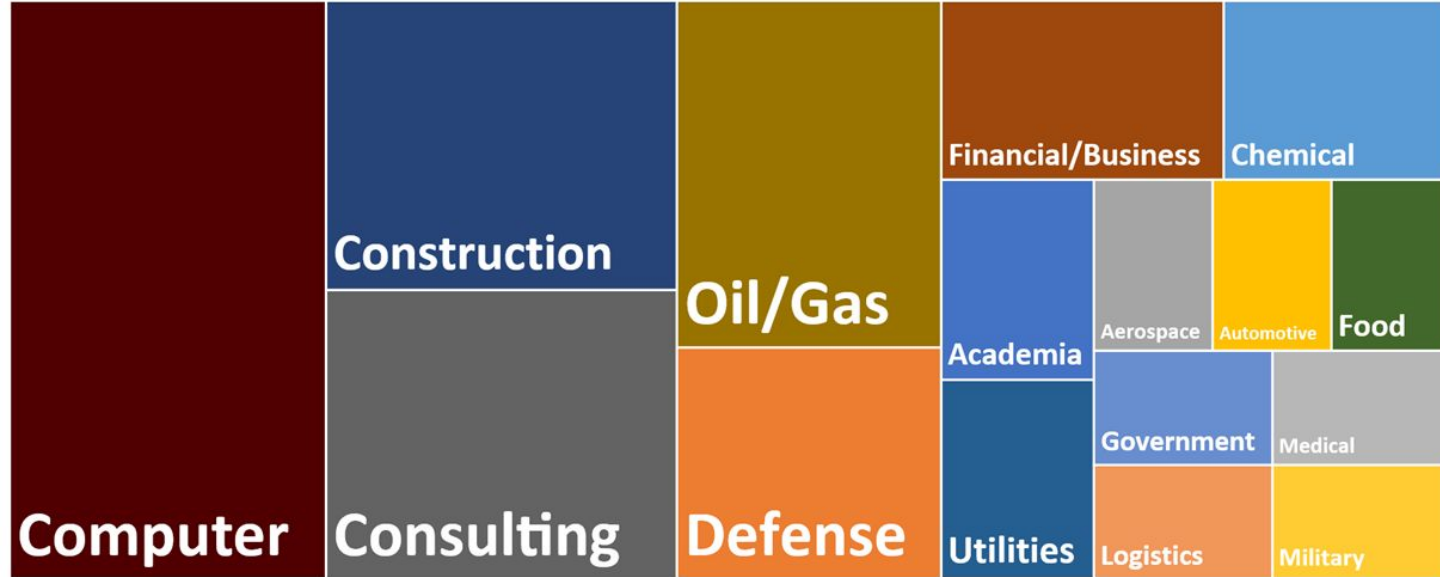 Computer
Construction
Consulting
Oil/Gas
Defense
Financial/Business
Chemical
Academia
Utilities
Aerospace
Automotive
Food
Government
Medical
Logistics
Military